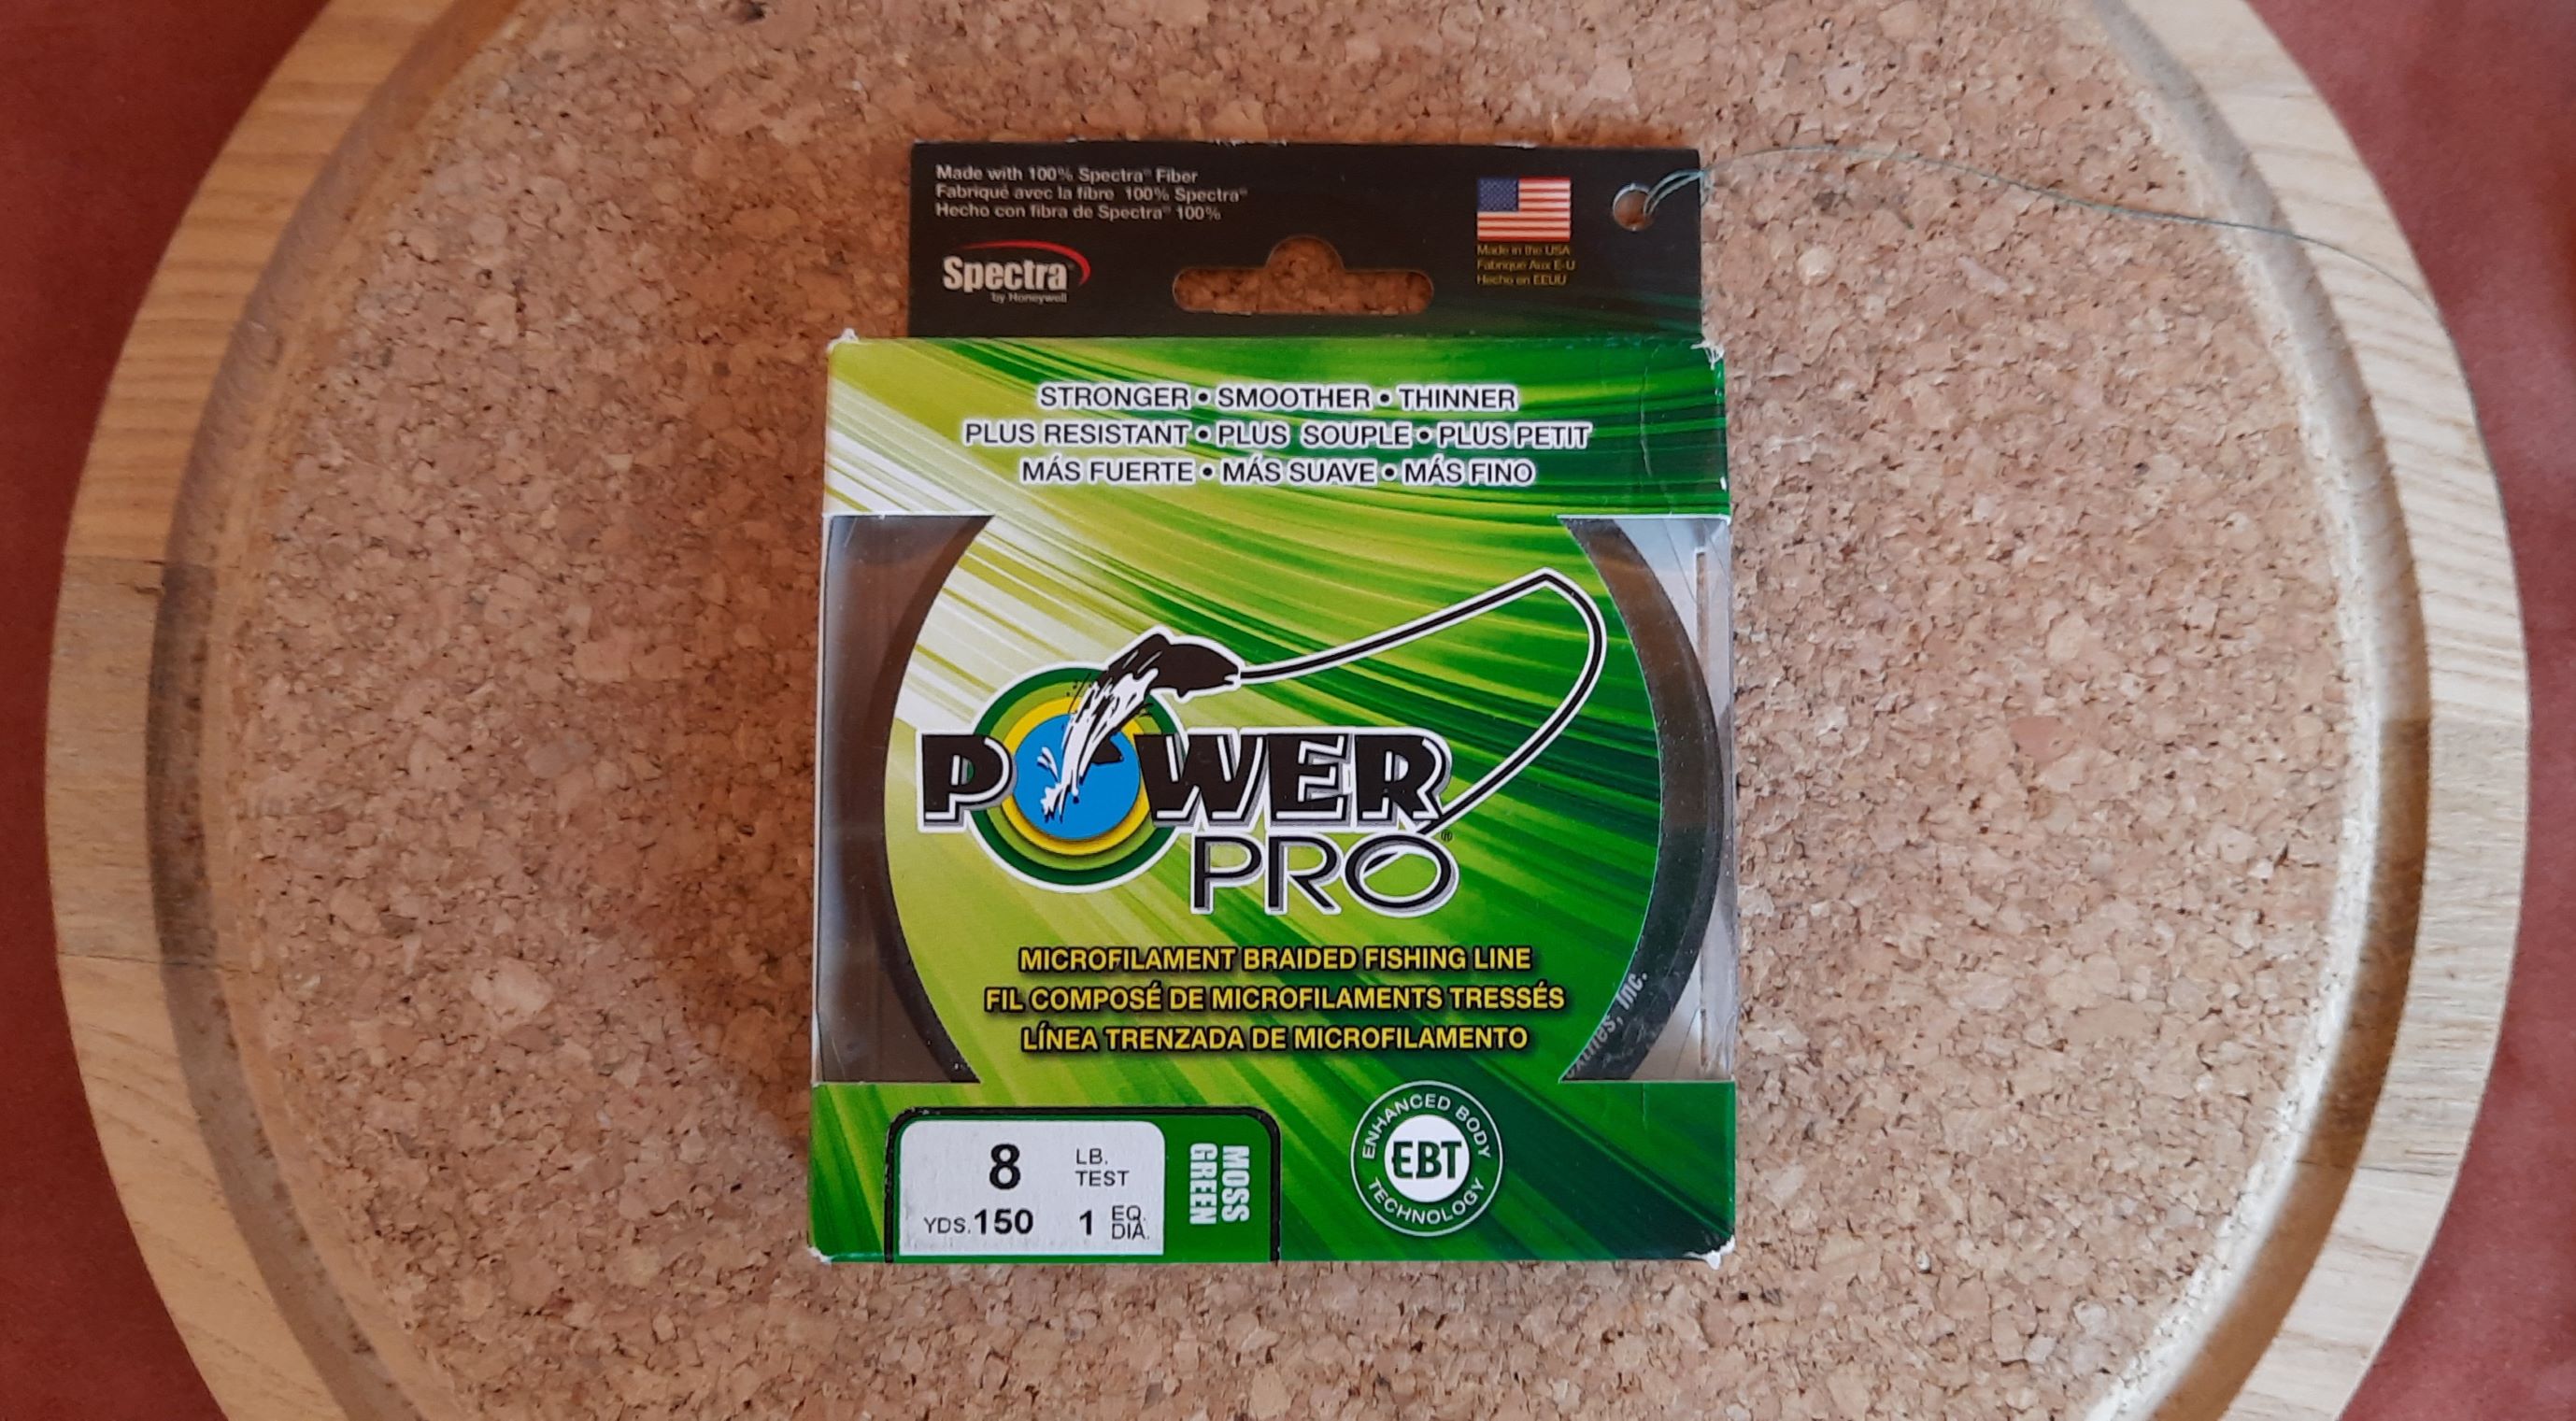 Made with 100% Spectra® Fiber
Fabriqué avec la fibre 100% Spectra®
Hecho con fibra de Spectra® 100%
Spectra®
by Honeywell
Made in the USA
Fabriqué Aux E-U
Hecho en EEUU
STRONGER • SMOOTHER • THINNER
PLUS RESISTANT • PLUS SOUPLE • PLUS PETIT
MÁS FUERTE • MÁS SUAVE • MÁS FINO
POWER
PRO®
MICROFILAMENT BRAIDED FISHING LINE
FIL COMPOSÉ DE MICROFILAMENTS TRESSÉS
LÍNEA TRENZADA DE MICROFILAMENTO
Inc.
8 LB. TEST
YDS. 150 1 EQ. DIA.
MOSS
GREEN
ENHANCED BODY
EBT
TECHNOLOGY